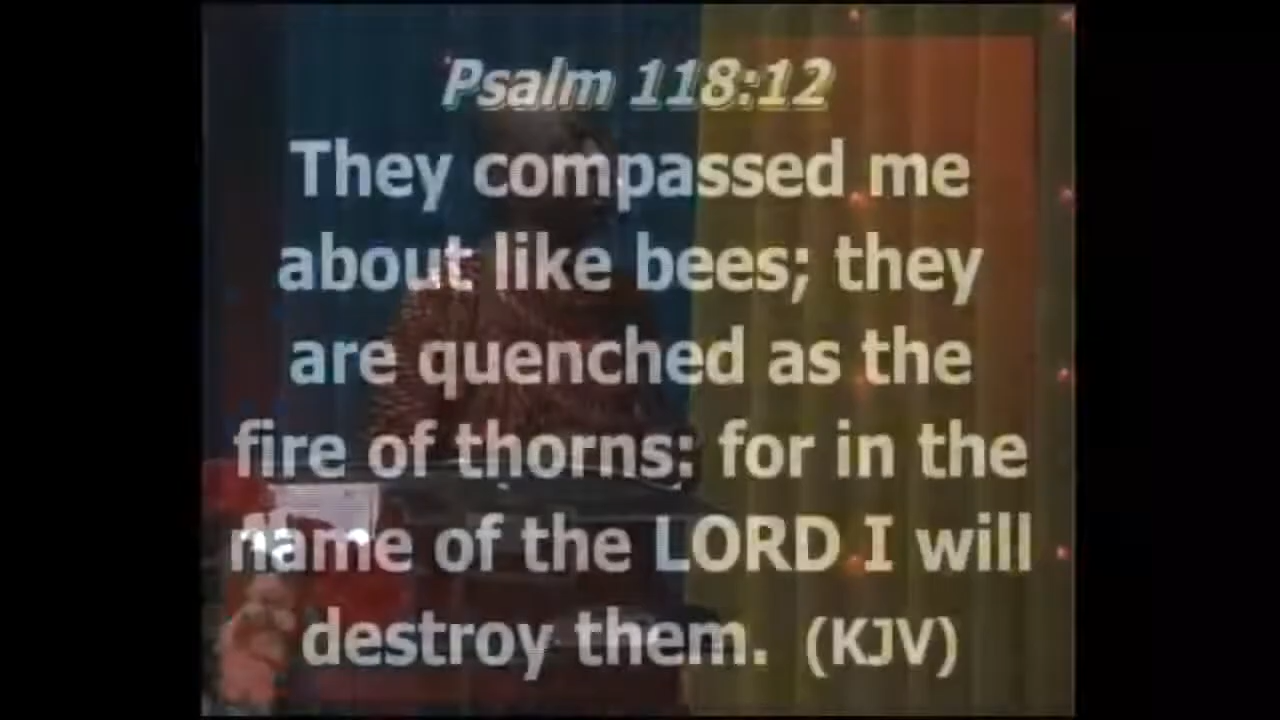 Psalm 118:12
They compassed me
about like bees; they
are quenched as the
fire of thorns: for in the
name of the LORD I will
destroy them. (KJV)